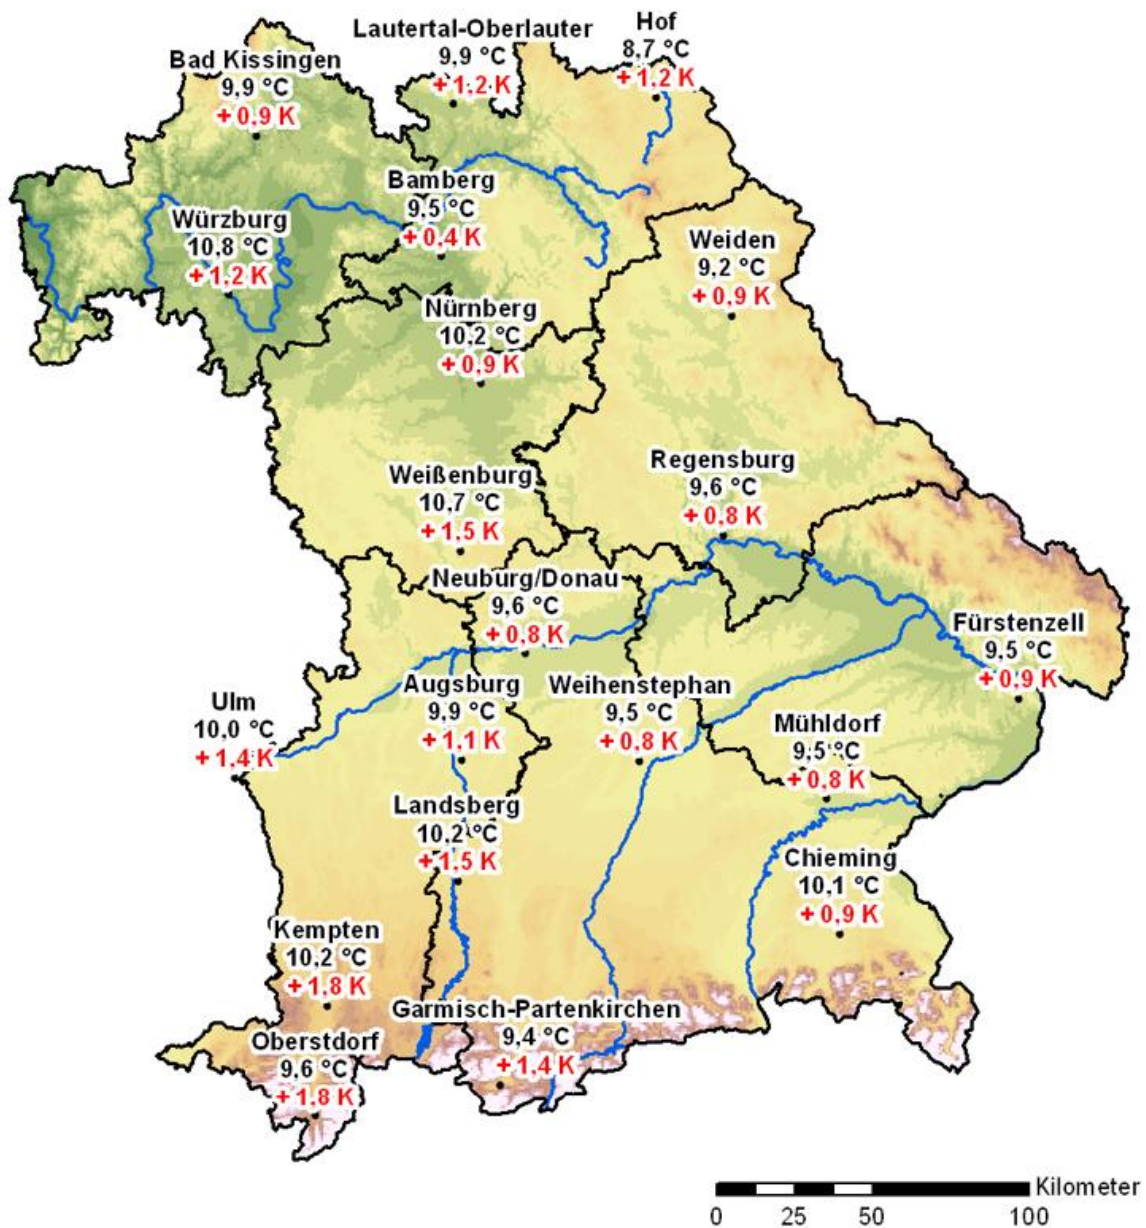 Lautertal-Oberlauter
9,9 °C
+ 1,2 K
Hof
8,7 °C
+ 1,2 K
Bad Kissingen
9,9 °C
+ 0,9 K
Bamberg
9,5 °C
+ 0,4 K
Würzburg
10,8 °C
+ 1,2 K
Weiden
9,2 °C
+ 0,9 K
Nürnberg
10,2 °C
+ 0,9 K
Weißenburg
10,7 °C
+ 1,5 K
Regensburg
9,6 °C
+ 0,8 K
Neuburg/Donau
9,6 °C
+ 0,8 K
Fürstenzell
9,5 °C
+ 0,9 K
Ulm
10,0 °C
+ 1,4 K
Augsburg
9,9 °C
+ 1,1 K
Weihenstephan
9,5 °C
+ 0,8 K
Mühldorf
9,5 °C
+ 0,8 K
Landsberg
10,2 °C
+ 1,5 K
Chieming
10,1 °C
+ 0,9 K
Kempten
10,2 °C
+ 1,8 K
Garmisch-Partenkirchen
9,4 °C
+ 1,4 K
Oberstdorf
9,6 °C
+ 1,8 K
Kilometer
0 25 50 100